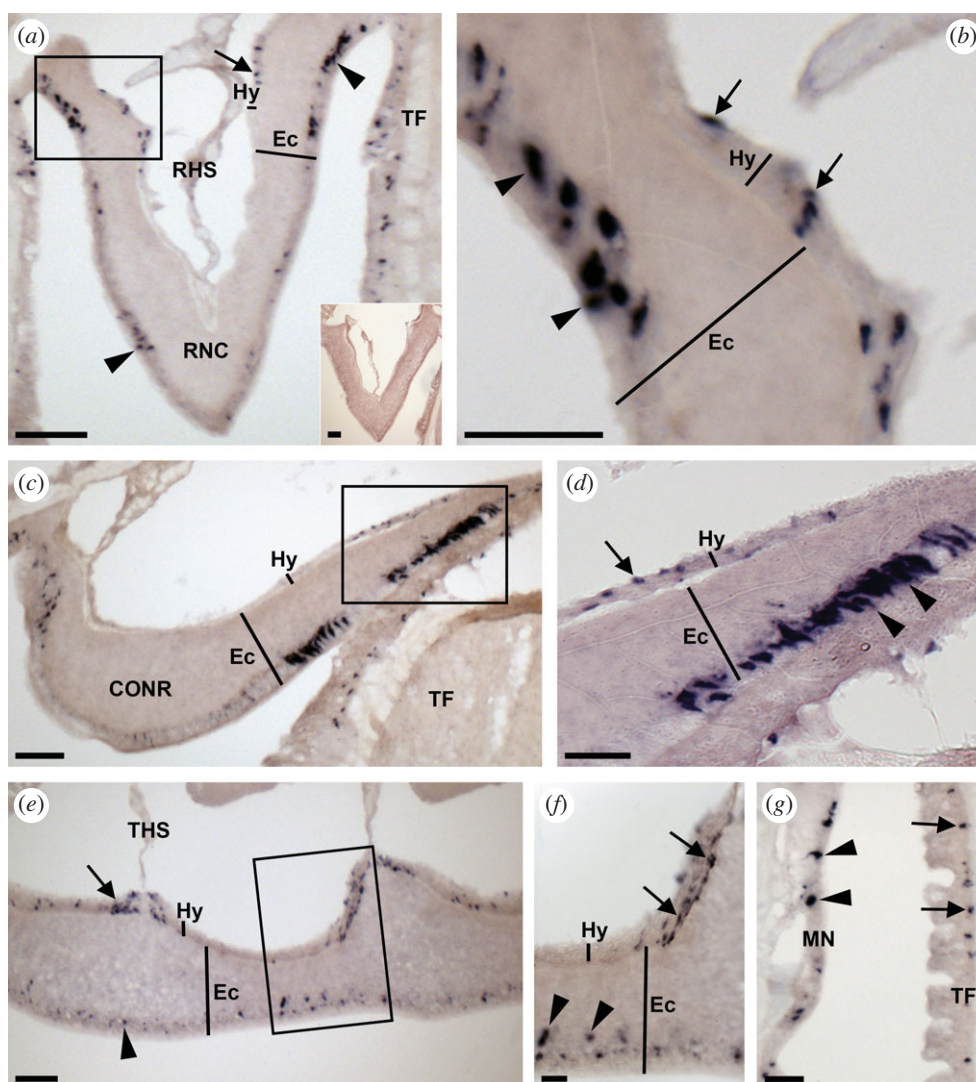 (a)
Hy
Ec
TF
RHS
RNC
(b)
Hy
Ec
(c)
Hy
Ec
CONR
TF
(d)
Hy
Ec
(e)
THS
Hy
Ec
(f)
Hy
Ec
(g)
MN
TF